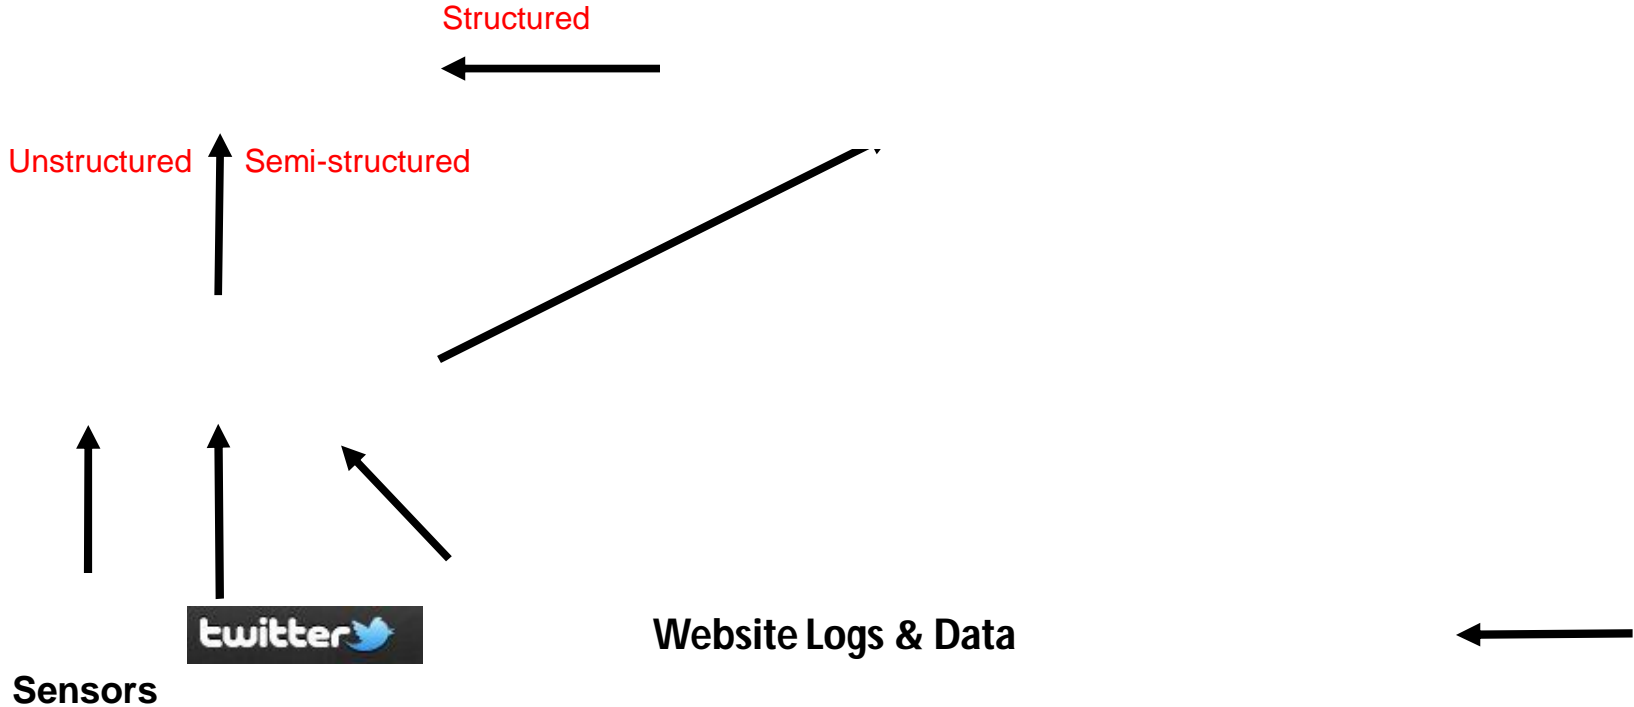 Structured
Unstructured
Semi-structured
twitter
Website Logs & Data
Sensors